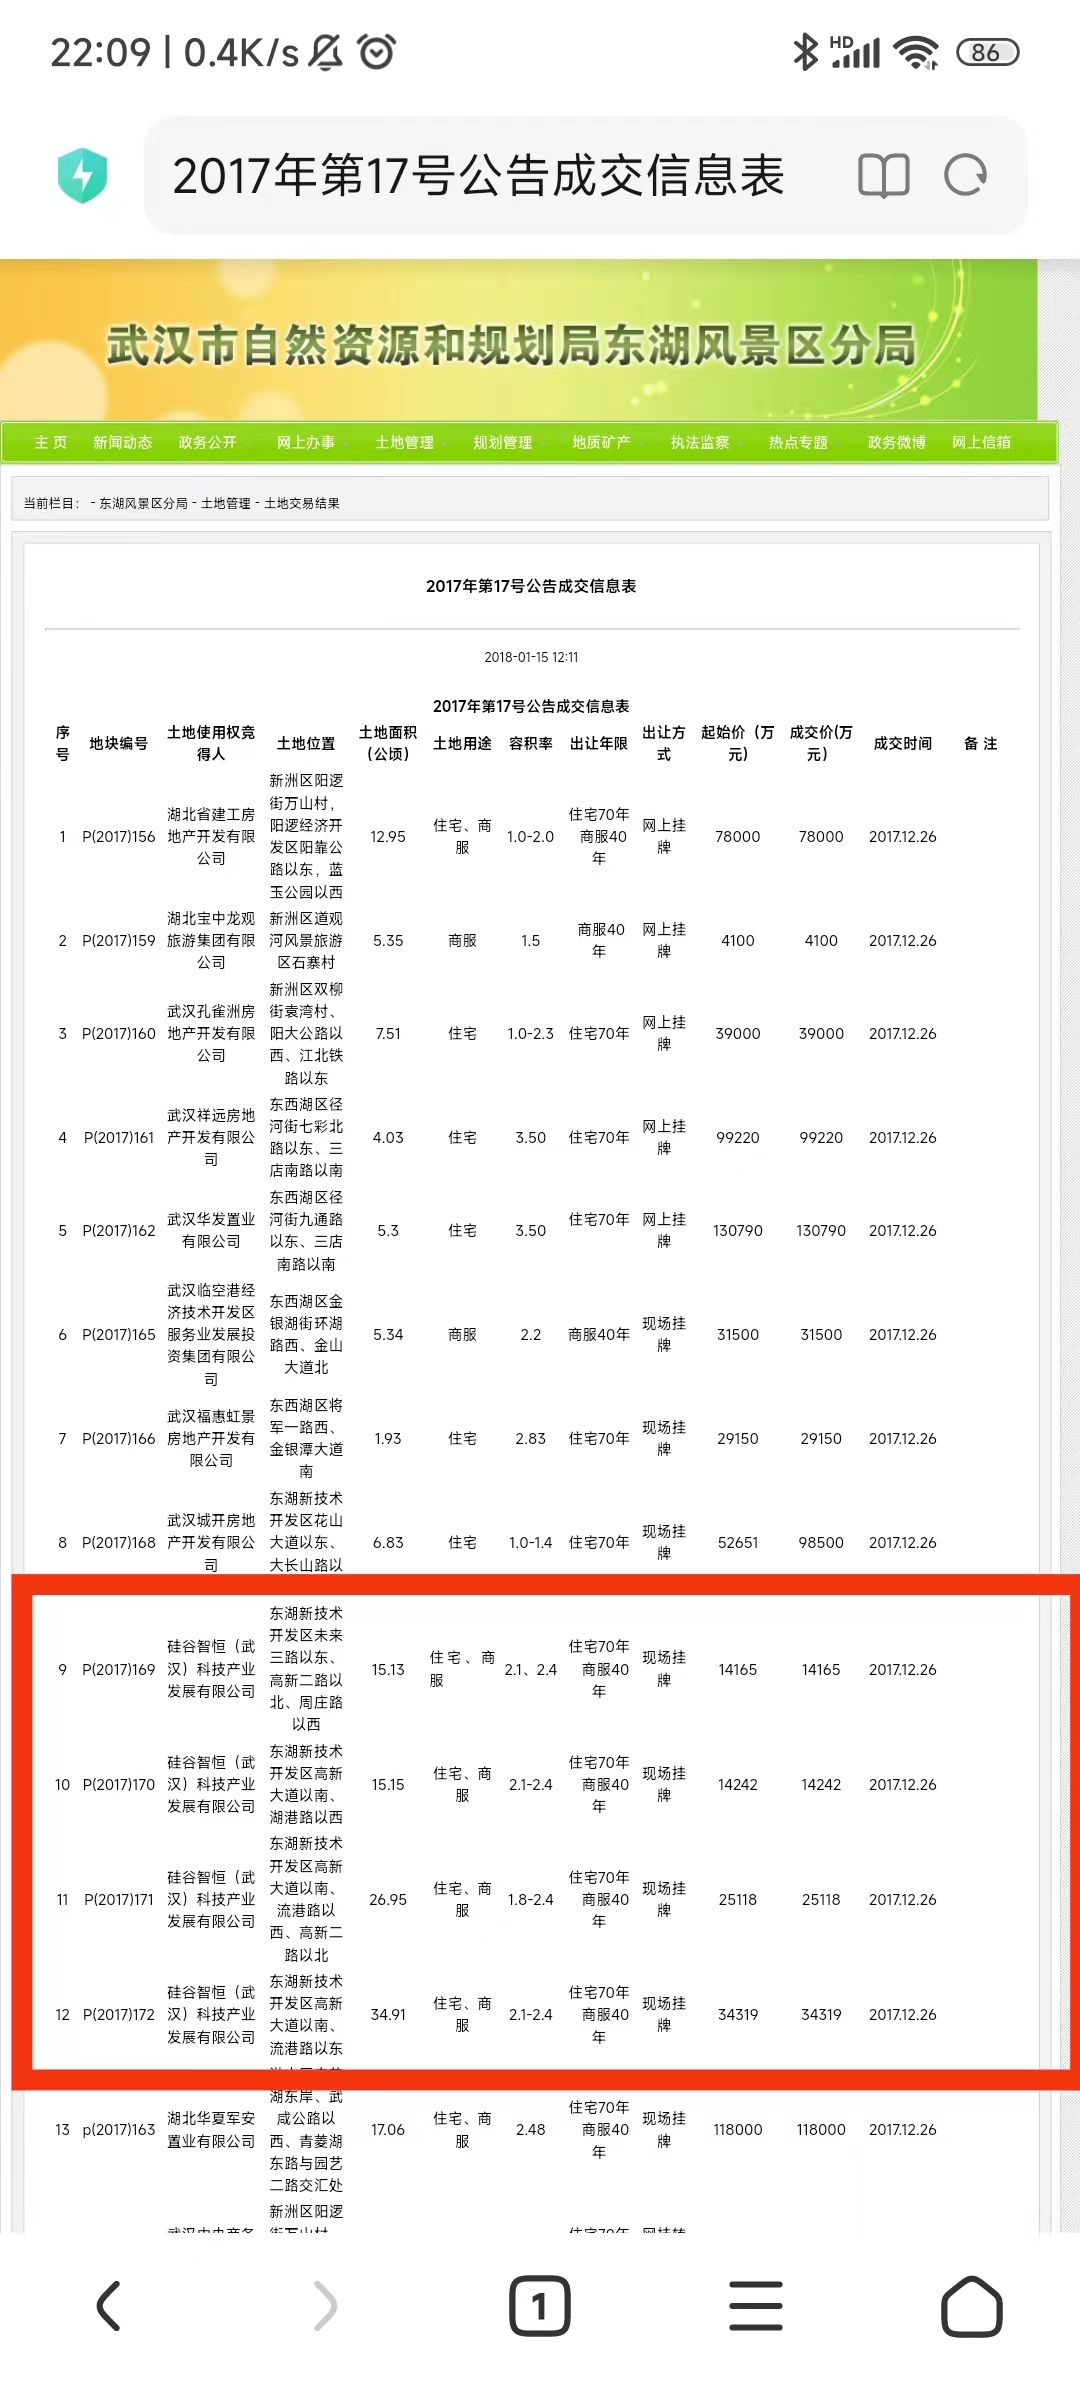 22:09 | 0.4K/s
HD
86
2017年第17号公告成交信息表
武汉市自然资源和规划局东湖风景区分局
主 页 新闻动态 政务公开 网上办事 土地管理 规划管理 地质矿产 执法监察 热点专题 政务微博 网上信箱
当前栏目: - 东湖风景区分局 - 土地管理 - 土地交易结果
2017年第17号公告成交信息表
2018-01-15 12:11
2017年第17号公告成交信息表
序号 地块编号 土地使用权竞得人 土地位置 土地面积(公顷) 土地用途 容积率 出让年限 出让方式 起始价（万元） 成交价(万元） 成交时间 备 注
1 P(2017)156 湖北省建工房地产开发有限公司 新洲区阳逻街万山村，阳逻经济开发区阳靠公路以东，蓝玉公园以西 12.95 住宅、商服 1.0-2.0 住宅70年 商服40年 网上挂牌 78000 78000 2017.12.26
2 P(2017)159 湖北宝中龙观旅游集团有限公司 新洲区道观河风景旅游区石寨村 5.35 商服 1.5 商服40年 网上挂牌 4100 4100 2017.12.26
3 P(2017)160 武汉孔雀洲房地产开发有限公司 新洲区双柳街袁湾村、阳大公路以西、江北铁路以东 7.51 住宅 1.0-2.3 住宅70年 网上挂牌 39000 39000 2017.12.26
4 P(2017)161 武汉祥远房地产开发有限公司 东西湖区径河街七彩北路以东、三店南路以南 4.03 住宅 3.50 住宅70年 网上挂牌 99220 99220 2017.12.26
5 P(2017)162 武汉华发置业有限公司 东西湖区径河街九通路以东、三店南路以南 5.3 住宅 3.50 住宅70年 网上挂牌 130790 130790 2017.12.26
6 P(2017)165 武汉临空港经济技术开发区服务业发展投资集团有限公司 东西湖区金银湖街环湖路西、金山大道北 5.34 商服 2.2 商服40年 现场挂牌 31500 31500 2017.12.26
7 P(2017)166 武汉福惠虹景房地产开发有限公司 东西湖区将军一路西、金银潭大道南 1.93 住宅 2.83 住宅70年 现场挂牌 29150 29150 2017.12.26
8 P(2017)168 武汉城开房地产开发有限公司 东湖新技术开发区花山大道以东、大长山路以 6.83 住宅 1.0-1.4 住宅70年 现场挂牌 52651 98500 2017.12.26
9 P(2017)169 硅谷智恒（武汉）科技产业发展有限公司 东湖新技术开发区未来三路以东、高新二路以北、周庄路以西 15.13 住宅、商服 2.1、2.4 住宅70年 商服40年 现场挂牌 14165 14165 2017.12.26
10 P(2017)170 硅谷智恒（武汉）科技产业发展有限公司 东湖新技术开发区高新大道以南、湖港路以西 15.15 住宅、商服 2.1-2.4 住宅70年 商服40年 现场挂牌 14242 14242 2017.12.26
11 P(2017)171 硅谷智恒（武汉）科技产业发展有限公司 东湖新技术开发区高新大道以南、流港路以西、高新二路以北 26.95 住宅、商服 1.8-2.4 住宅70年 商服40年 现场挂牌 25118 25118 2017.12.26
12 P(2017)172 硅谷智恒（武汉）科技产业发展有限公司 东湖新技术开发区高新大道以南、流港路以东 34.91 住宅、商服 2.1-2.4 住宅70年 商服40年 现场挂牌 34319 34319 2017.12.26
13 p(2017)163 湖北华夏军安置业有限公司 湖东岸、武咸公路以西、青菱湖东路与园艺二路交汇处 17.06 住宅、商服 2.48 住宅70年 商服40年 现场挂牌 118000 118000 2017.12.26
新洲区阳逻
1